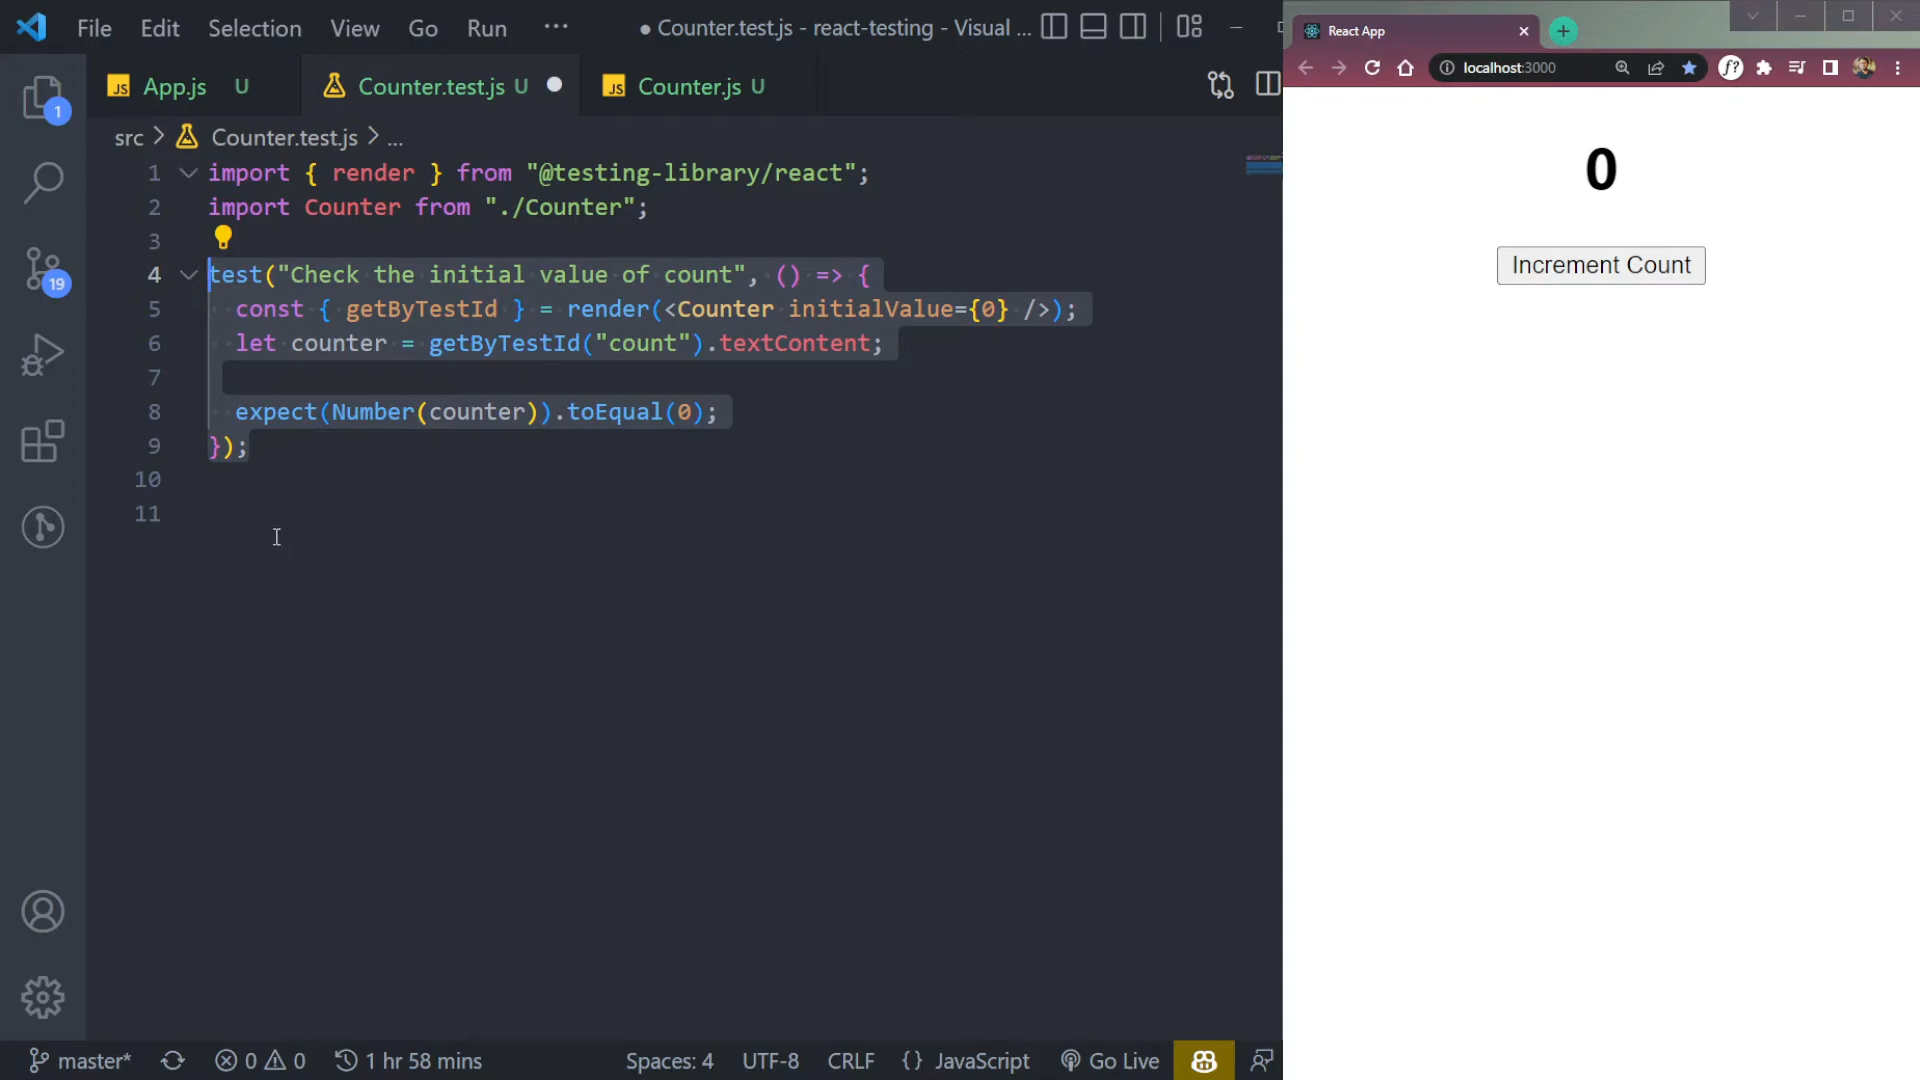 File Edit Selection View Go Run ··· ● Counter.test.js - react-testing - Visual ...
App.js U Counter.test.js U Counter.js U
src > Counter.test.js > ...
1 import { render } from "@testing-library/react";
2 import Counter from "./Counter";
3
4 test("Check the initial value of count", () => {
5 const { getByTestId } = render(<Counter initialValue={0} />);
6 let counter = getByTestId("count").textContent;
7
8 expect(Number(counter)).toEqual(0);
9 });
10
11
1
19
master* 0 0 1 hr 58 mins Spaces: 4 UTF-8 CRLF {} JavaScript Go Live
React App
localhost:3000 f?
0
Increment Count